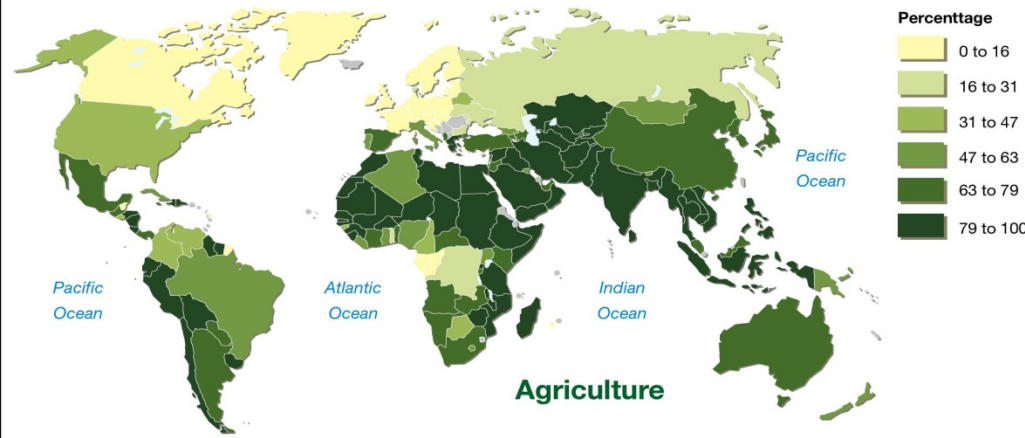 Percenttage
0 to 16
16 to 31
31 to 47
47 to 63
63 to 79
79 to 100
Pacific
Ocean
Pacific
Ocean
Atlantic
Ocean
Indian
Ocean
Agriculture